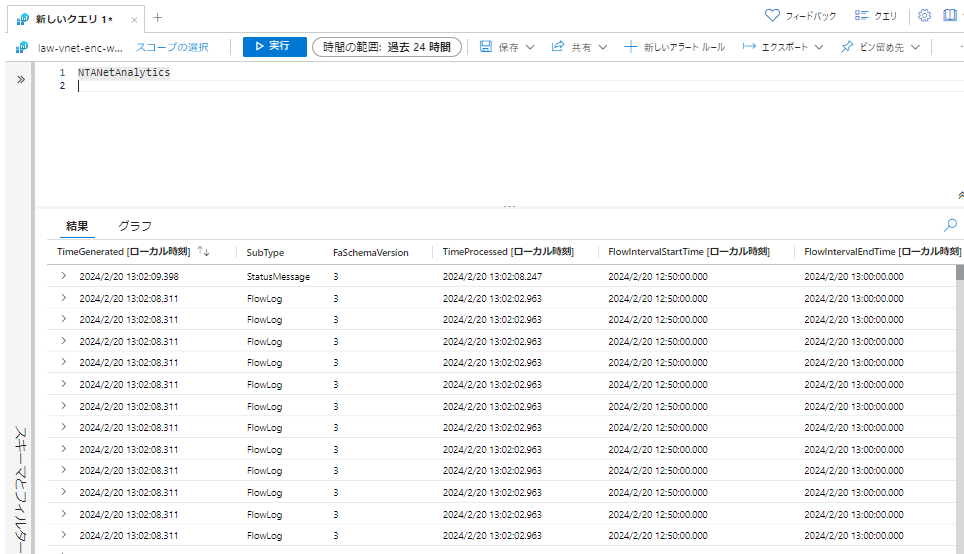 新しいクエリ 1* × +
フィードバック クエリ
law-vnet-enc-w... スコープの選択 実行 時間の範囲: 過去 24 時間 保存 共有 新しいアラート ルール エクスポート ピン留め先
1 NTANetAnalytics
2
...
結果 グラフ
TimeGenerated [ローカル時刻] ↑↓ SubType FaSchemaVersion TimeProcessed [ローカル時刻] FlowIntervalStartTime [ローカル時刻] FlowIntervalEndTime [ローカル時刻]
2024/2/20 13:02:09.398 StatusMessage 3 2024/2/20 13:02:08.247 2024/2/20 12:50:00.000 2024/2/20 13:00:00.000
2024/2/20 13:02:08.311 FlowLog 3 2024/2/20 13:02:02.963 2024/2/20 12:50:00.000 2024/2/20 13:00:00.000
2024/2/20 13:02:08.311 FlowLog 3 2024/2/20 13:02:02.963 2024/2/20 12:50:00.000 2024/2/20 13:00:00.000
2024/2/20 13:02:08.311 FlowLog 3 2024/2/20 13:02:02.963 2024/2/20 12:50:00.000 2024/2/20 13:00:00.000
2024/2/20 13:02:08.311 FlowLog 3 2024/2/20 13:02:02.963 2024/2/20 12:50:00.000 2024/2/20 13:00:00.000
2024/2/20 13:02:08.311 FlowLog 3 2024/2/20 13:02:02.963 2024/2/20 12:50:00.000 2024/2/20 13:00:00.000
2024/2/20 13:02:08.311 FlowLog 3 2024/2/20 13:02:02.963 2024/2/20 12:50:00.000 2024/2/20 13:00:00.000
2024/2/20 13:02:08.311 FlowLog 3 2024/2/20 13:02:02.963 2024/2/20 12:50:00.000 2024/2/20 13:00:00.000
2024/2/20 13:02:08.311 FlowLog 3 2024/2/20 13:02:02.963 2024/2/20 12:50:00.000 2024/2/20 13:00:00.000
2024/2/20 13:02:08.311 FlowLog 3 2024/2/20 13:02:02.963 2024/2/20 12:50:00.000 2024/2/20 13:00:00.000
2024/2/20 13:02:08.311 FlowLog 3 2024/2/20 13:02:02.963 2024/2/20 12:50:00.000 2024/2/20 13:00:00.000
2024/2/20 13:02:08.311 FlowLog 3 2024/2/20 13:02:02.963 2024/2/20 12:50:00.000 2024/2/20 13:00:00.000
2024/2/20 13:02:08.311 FlowLog 3 2024/2/20 13:02:02.963 2024/2/20 12:50:00.000 2024/2/20 13:00:00.000
スキーマとフィルター